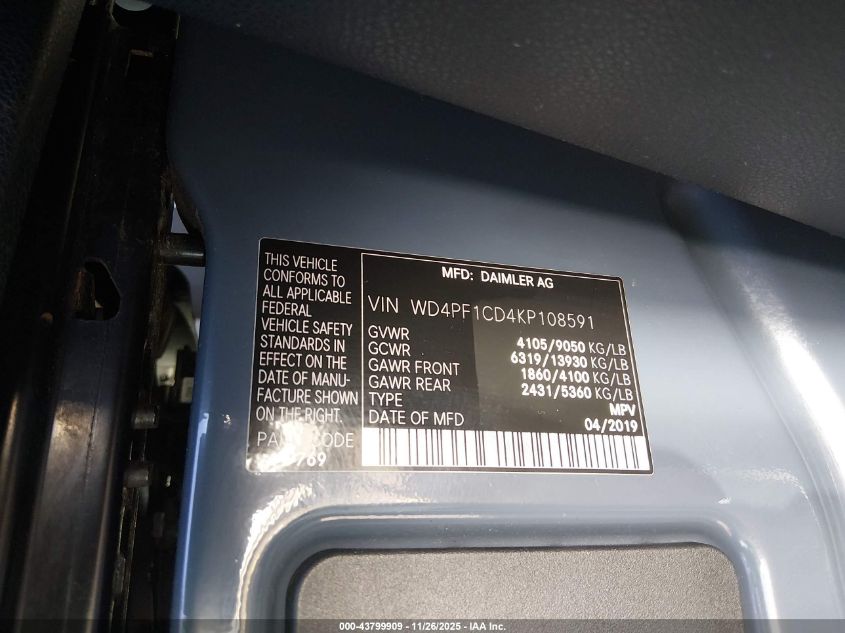 THIS VEHICLE
CONFORMS TO
ALL APPLICABLE
FEDERAL
VEHICLE SAFETY
STANDARDS IN
EFFECT ON THE
DATE OF MANU-
FACTURE SHOWN
ON THE RIGHT.
CODE
MFD: DAIMLER AG
VIN WD4PF1CD4KP108591
GVWR 4105/9050 KG/LB
GCWR 6319/13930 KG/LB
GAWR FRONT 1860/4100 KG/LB
GAWR REAR 2431/5360 KG/LB
TYPE MPV
DATE OF MFD 04/2019
000-43799909 - 11/26/2025 - IAA Inc.